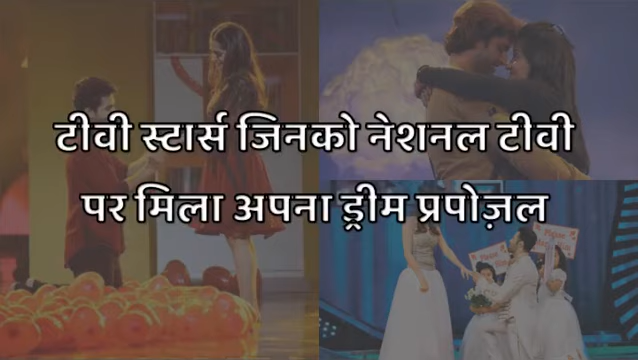 टीवी स्टार्स जिनको नेशनल टीवी
पर मिला अपना ड्रीम प्रपोज़ल